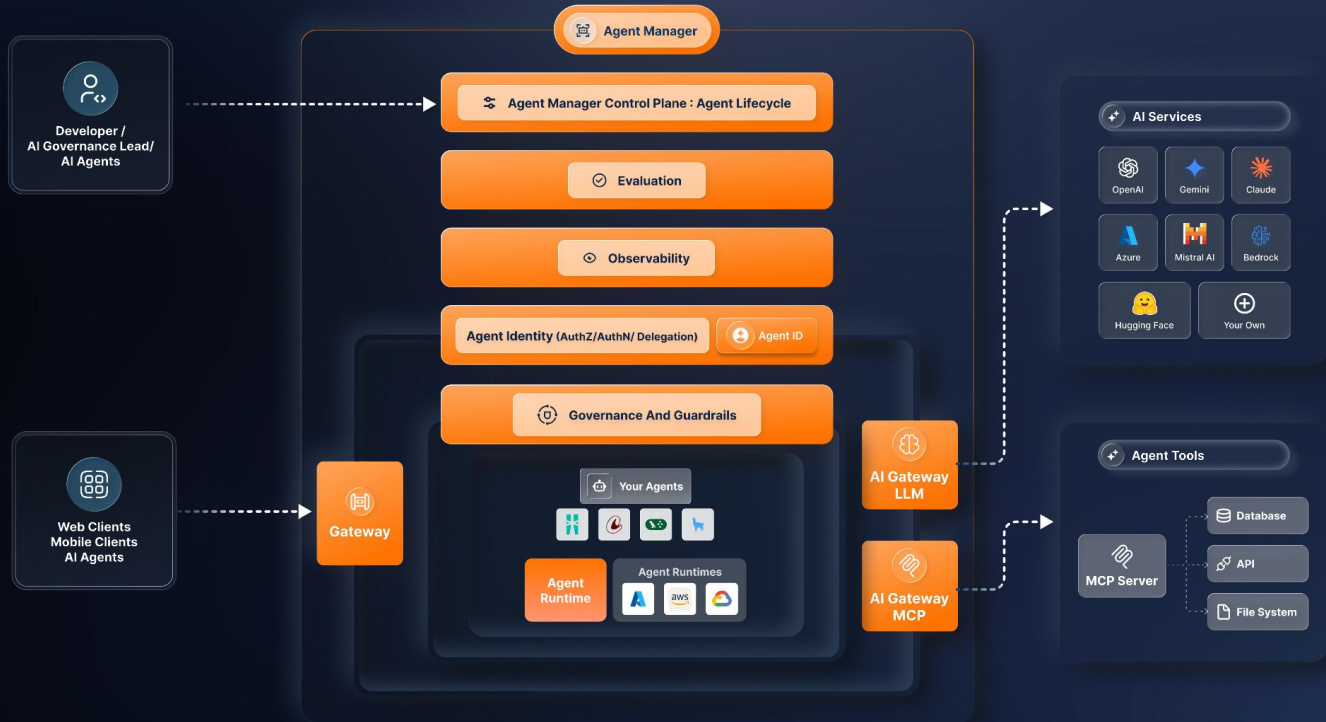 Agent Manager
Developer /
AI Governance Lead/
AI Agents
Agent Manager Control Plane : Agent Lifecycle
Evaluation
Observability
Agent Identity (AuthZ/AuthN/ Delegation)
Agent ID
Governance And Guardrails
Web Clients
Mobile Clients
AI Agents
Gateway
Your Agents
Agent
Runtime
Agent Runtimes
aws
AI Gateway
LLM
AI Gateway
MCP
AI Services
OpenAI
Gemini
Claude
Azure
Mistral AI
Bedrock
Hugging Face
Your Own
Agent Tools
MCP Server
Database
API
File System